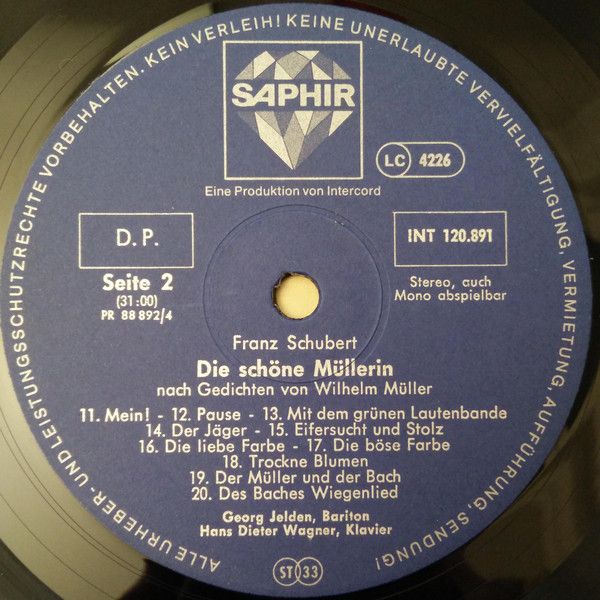 ALLE URHEBER- UND LEISTUNGSSCHUTZRECHTE VORBEHALTEN. KEIN VERLEIH! KEINE UNERLAUBTE VERVIELFÄLTIGUNG, VERMIETUNG, AUFFÜHRUNG, SENDUNG!
SAPHIR
LC 4226
Eine Produktion von Intercord
D. P.
INT 120.891
Seite 2
(31:00)
PR 88 892/4
Stereo, auch
Mono abspielbar
Franz Schubert
Die schöne Müllerin
nach Gedichten von Wilhelm Müller
11. Mein! - 12. Pause - 13. Mit dem grünen Lautenbande
14. Der Jäger - 15. Eifersucht und Stolz
16. Die liebe Farbe - 17. Die böse Farbe
18. Trockne Blumen
19. Der Müller und der Bach
20. Des Baches Wiegenlied
Georg Jelden, Bariton
Hans Dieter Wagner, Klavier
ST 33